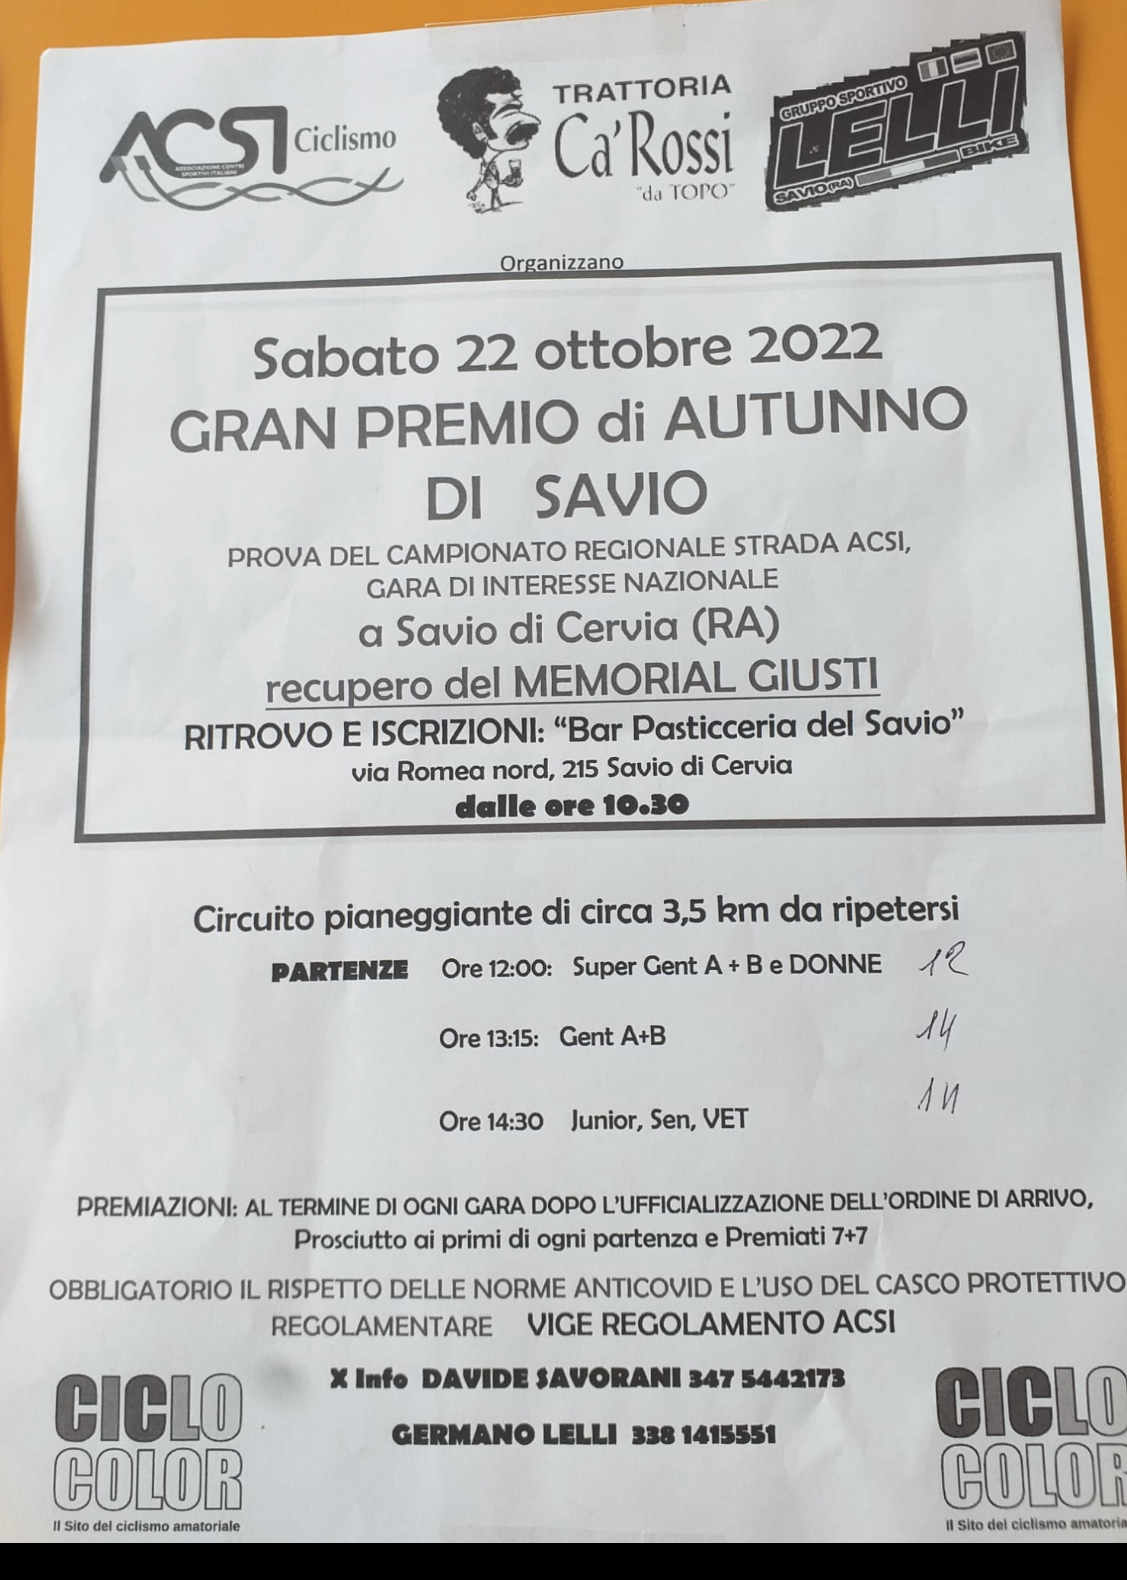 ACSI Ciclismo
ASSOCIAZIONE CENTRI
SPORTIVI ITALIANI
TRATTORIA
Ca'Rossi
"da TOPO"
GRUPPO SPORTIVO
LELLI
BIKE
SAVIO (RA)
Organizzano
Sabato 22 ottobre 2022
GRAN PREMIO di AUTUNNO
DI SAVIO
PROVA DEL CAMPIONATO REGIONALE STRADA ACSI,
GARA DI INTERESSE NAZIONALE
a Savio di Cervia (RA)
recupero del MEMORIAL GIUSTI
RITROVO E ISCRIZIONI: “Bar Pasticceria del Savio”
via Romea nord, 215 Savio di Cervia
dalle ore 10.30
Circuito pianeggiante di circa 3,5 km da ripetersi
PARTENZE Ore 12:00: Super Gent A + B e DONNE 12
Ore 13:15: Gent A+B 14
Ore 14:30 Junior, Sen, VET
PREMIAZIONI: AL TERMINE DI OGNI GARA DOPO L'UFFICIALIZZAZIONE DELL'ORDINE DI ARRIVO,
Prosciutto ai primi di ogni partenza e Premiati 7+7
OBBLIGATORIO IL RISPETTO DELLE NORME ANTICOVID E L'USO DEL CASCO PROTETTIVO
REGOLAMENTARE VIGE REGOLAMENTO ACSI
X Info DAVIDE SAVORANI 347 5442173
GERMANO LELLI 338 1415551
CICLO
COLOR
Il Sito del ciclismo amatoriale
CICLO
COLOR
Il Sito del ciclismo amatoria